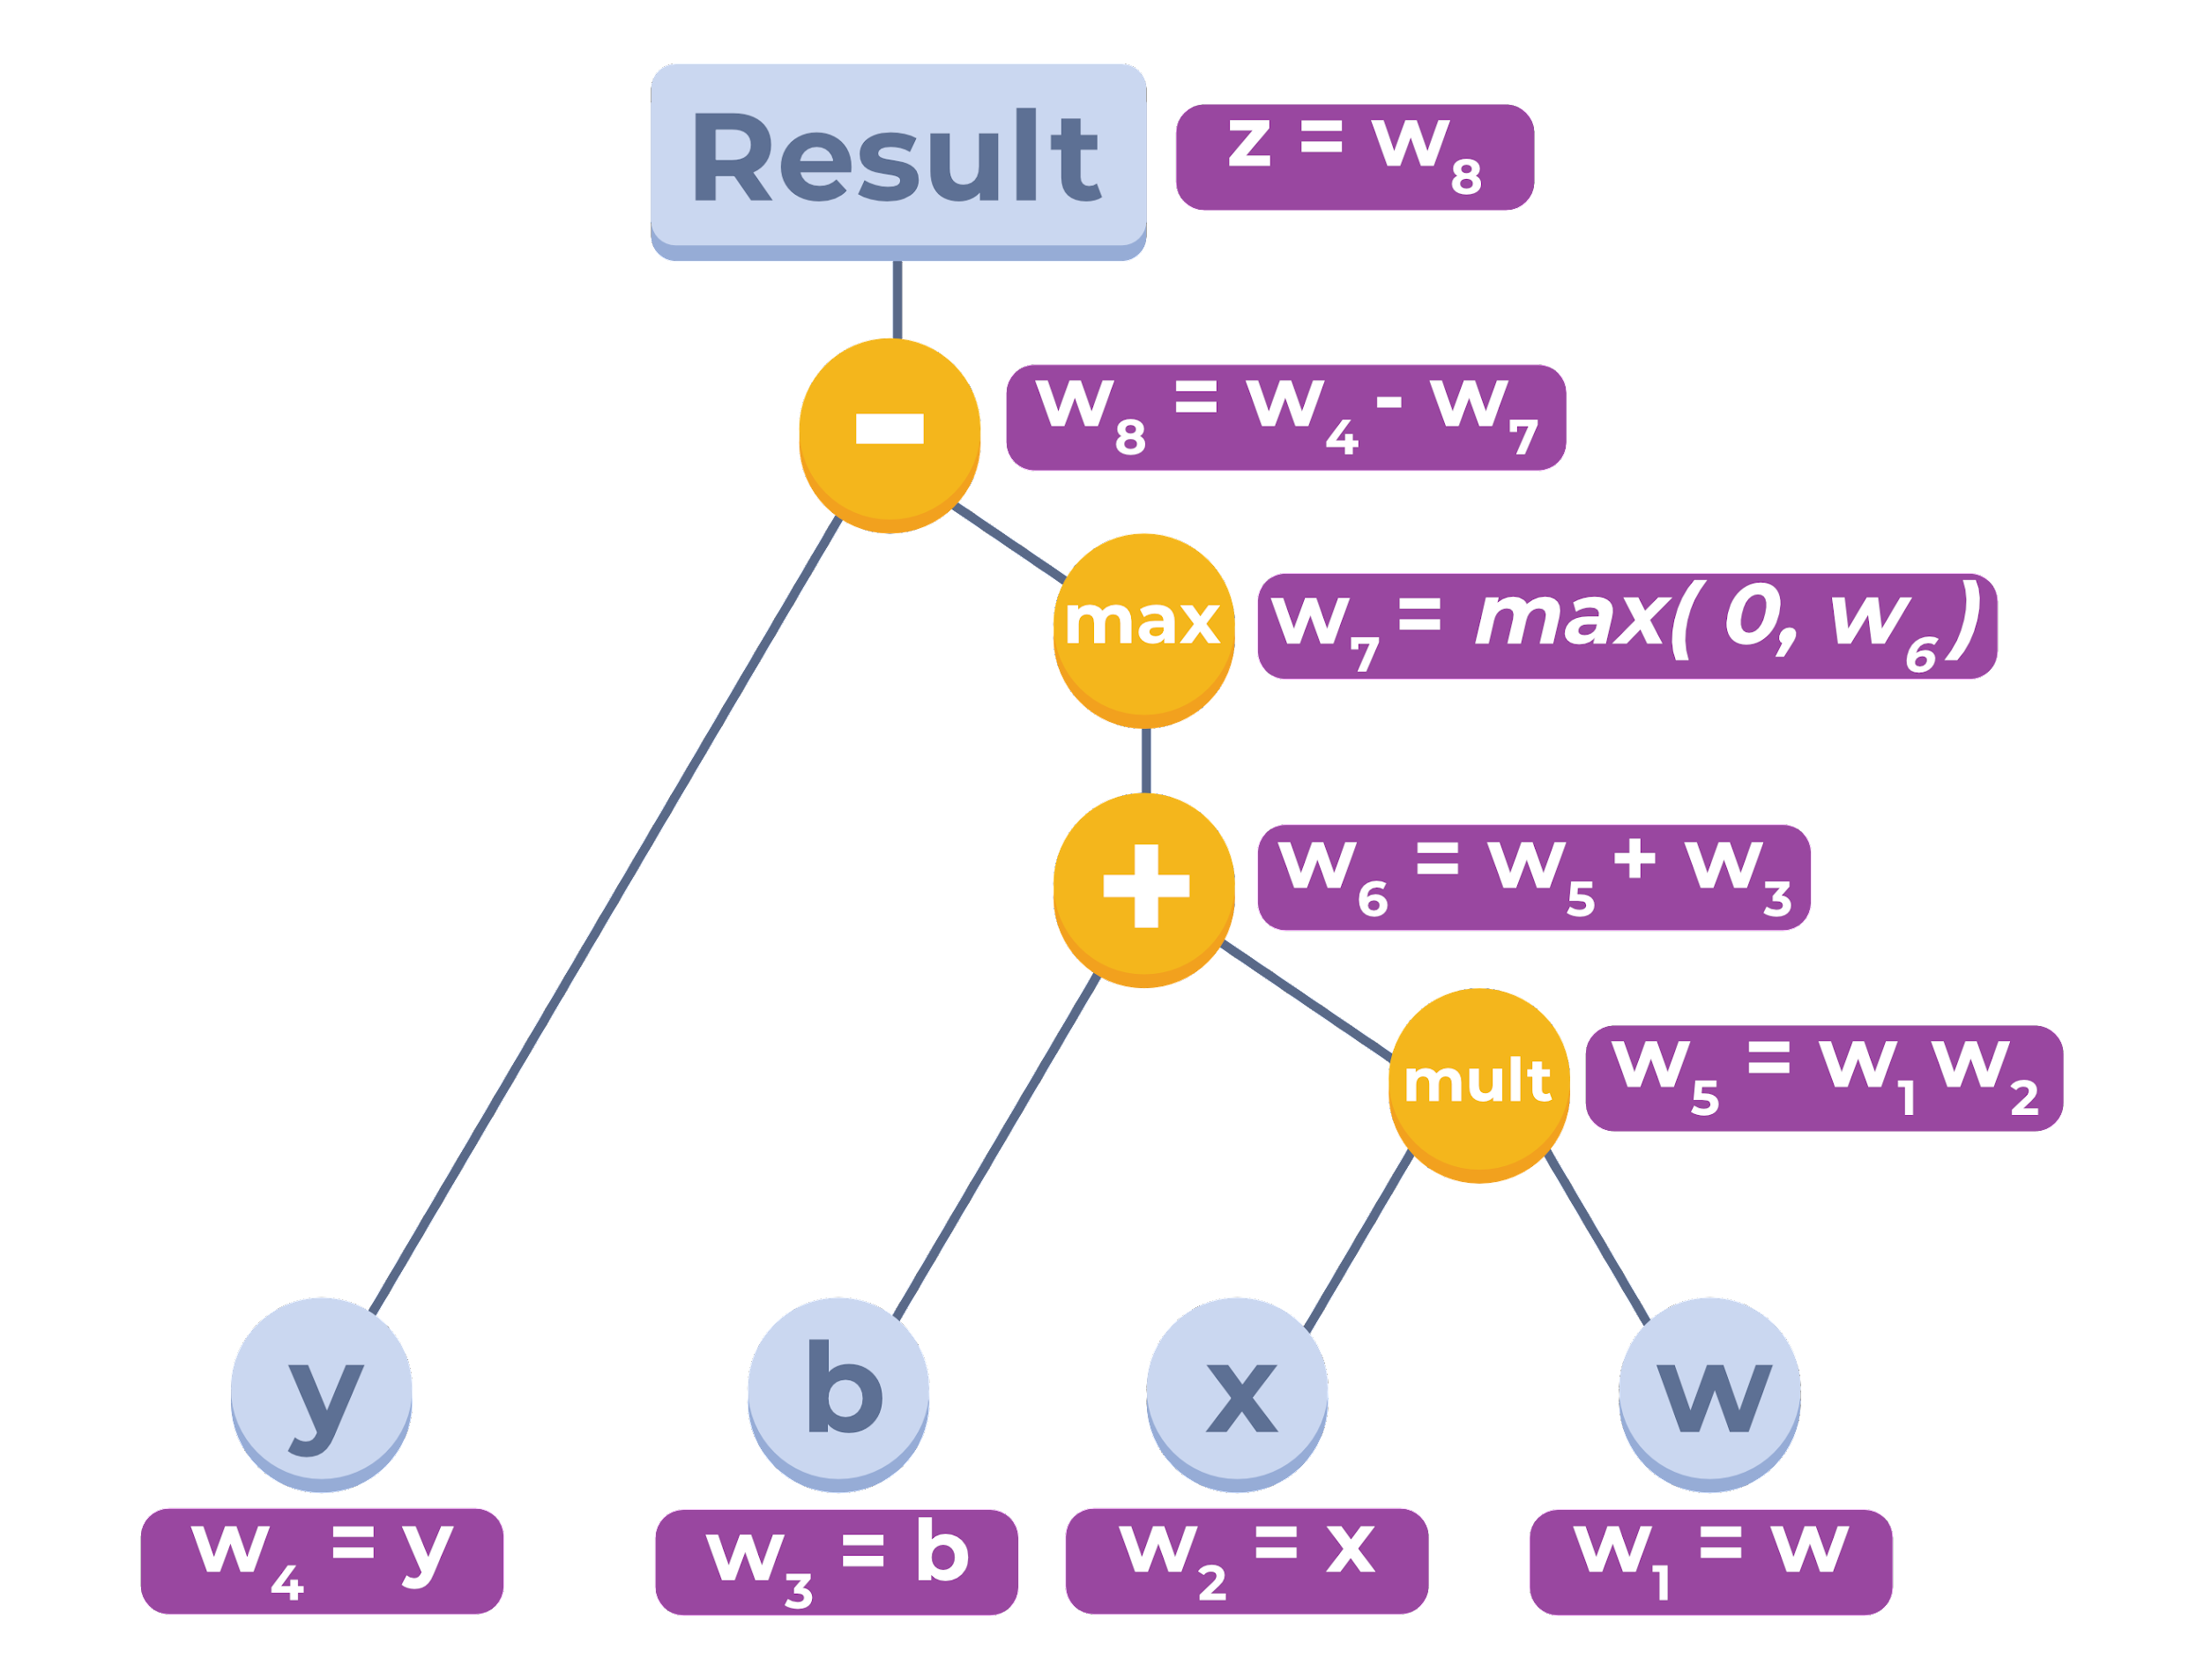 Result
z = w₈
-
w₈ = w₄ - w₇
max
w₇ = max( 0, w₆ )
+
w₆ = w₅ + w₃
mult
w₅ = w₁ w₂
y
b
x
w
w₄ = y
w₃ = b
w₂ = x
w₁ = w